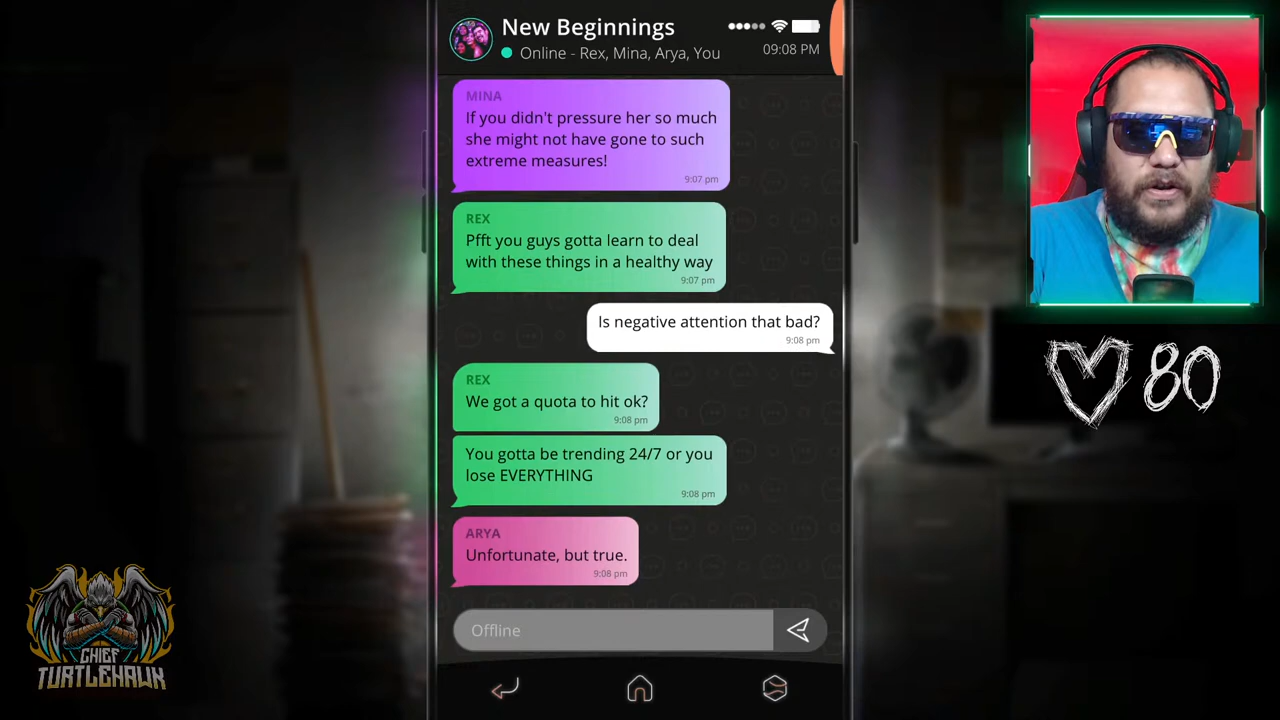 New Beginnings
Online - Rex, Mina, Arya, You
09:08 PM
MINA
If you didn't pressure her so much
she might not have gone to such
extreme measures!
9:07 pm
REX
Pfft you guys gotta learn to deal
with these things in a healthy way
9:07 pm
Is negative attention that bad?
9:08 pm
REX
We got a quota to hit ok?
9:08 pm
You gotta be trending 24/7 or you
lose EVERYTHING
9:08 pm
ARYA
Unfortunate, but true.
9:08 pm
Offline
80
CHIEF
TURTLEHAWK